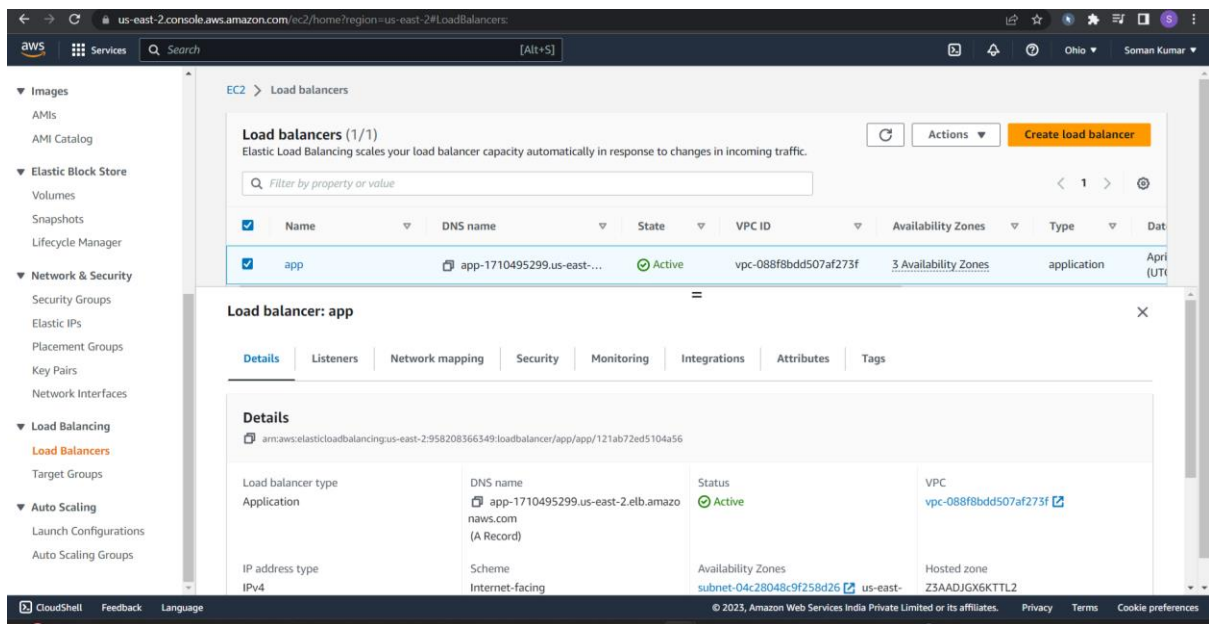 us-east-2.console.aws.amazon.com/ec2/home?region=us-east-2#LoadBalancers:
aws Services Search [Alt+S] Ohio Soman Kumar
Images
AMIs
AMI Catalog
Elastic Block Store
Volumes
Snapshots
Lifecycle Manager
Network & Security
Security Groups
Elastic IPs
Placement Groups
Key Pairs
Network Interfaces
Load Balancing
Load Balancers
Target Groups
Auto Scaling
Launch Configurations
Auto Scaling Groups
EC2 > Load balancers
Load balancers (1/1)
Elastic Load Balancing scales your load balancer capacity automatically in response to changes in incoming traffic.
Actions Create load balancer
Filter by property or value
1
Name DNS name State VPC ID Availability Zones Type Dat
app app-1710495299.us-east-... Active vpc-088f8bdd507af273f 3 Availability Zones application Apri
(UTC
Load balancer: app
Details Listeners Network mapping Security Monitoring Integrations Attributes Tags
Details
arn:aws:elasticloadbalancing:us-east-2:958208366349:loadbalancer/app/app/121ab72ed5104a56
Load balancer type
Application
DNS name
app-1710495299.us-east-2.elb.amazo
naws.com
(A Record)
Status
Active
VPC
vpc-088f8bdd507af273f
IP address type
IPv4
Scheme
Internet-facing
Availability Zones
subnet-04c28048c9f258d26 us-east-
Hosted zone
Z3AADJGX6KTTL2
CloudShell Feedback Language © 2023, Amazon Web Services India Private Limited or its affiliates. Privacy Terms Cookie preferences